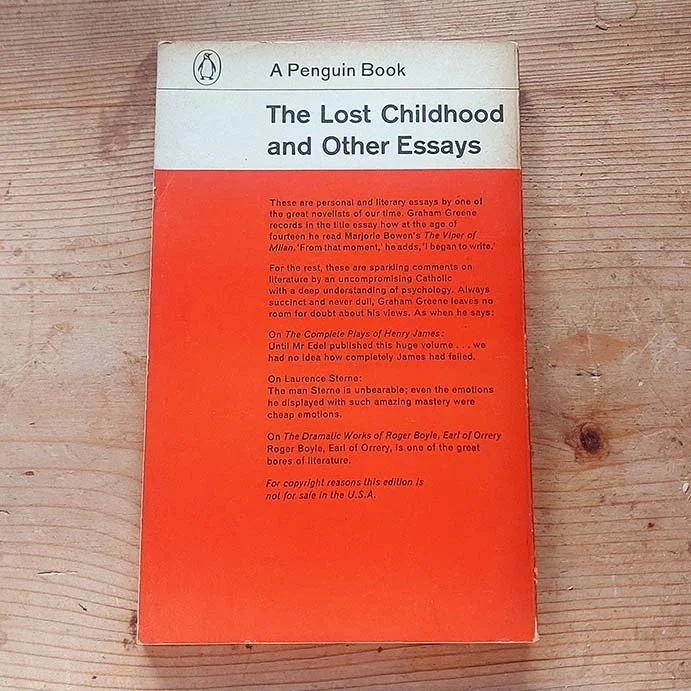 A Penguin Book
The Lost Childhood
and Other Essays
These are personal and literary essays by one of
the great novelists of our time. Graham Greene
records in the title essay how at the age of
fourteen he read Marjorie Bowen's The Viper of
Milan. 'From that moment,' he adds, 'I began to write.'
For the rest, these are sparkling comments on
literature by an uncompromising Catholic
with a deep understanding of psychology. Always
succinct and never dull, Graham Greene leaves no
room for doubt about his views. As when he says:
On The Complete Plays of Henry James:
Until Mr Edel published this huge volume . . . we
had no idea how completely James had failed.
On Laurence Sterne:
The man Sterne is unbearable; even the emotions
he displayed with such amazing mastery were
cheap emotions.
On The Dramatic Works of Roger Boyle, Earl of Orrery
Roger Boyle, Earl of Orrery, is one of the great
bores of literature.
For copyright reasons this edition is
not for sale in the U.S.A.